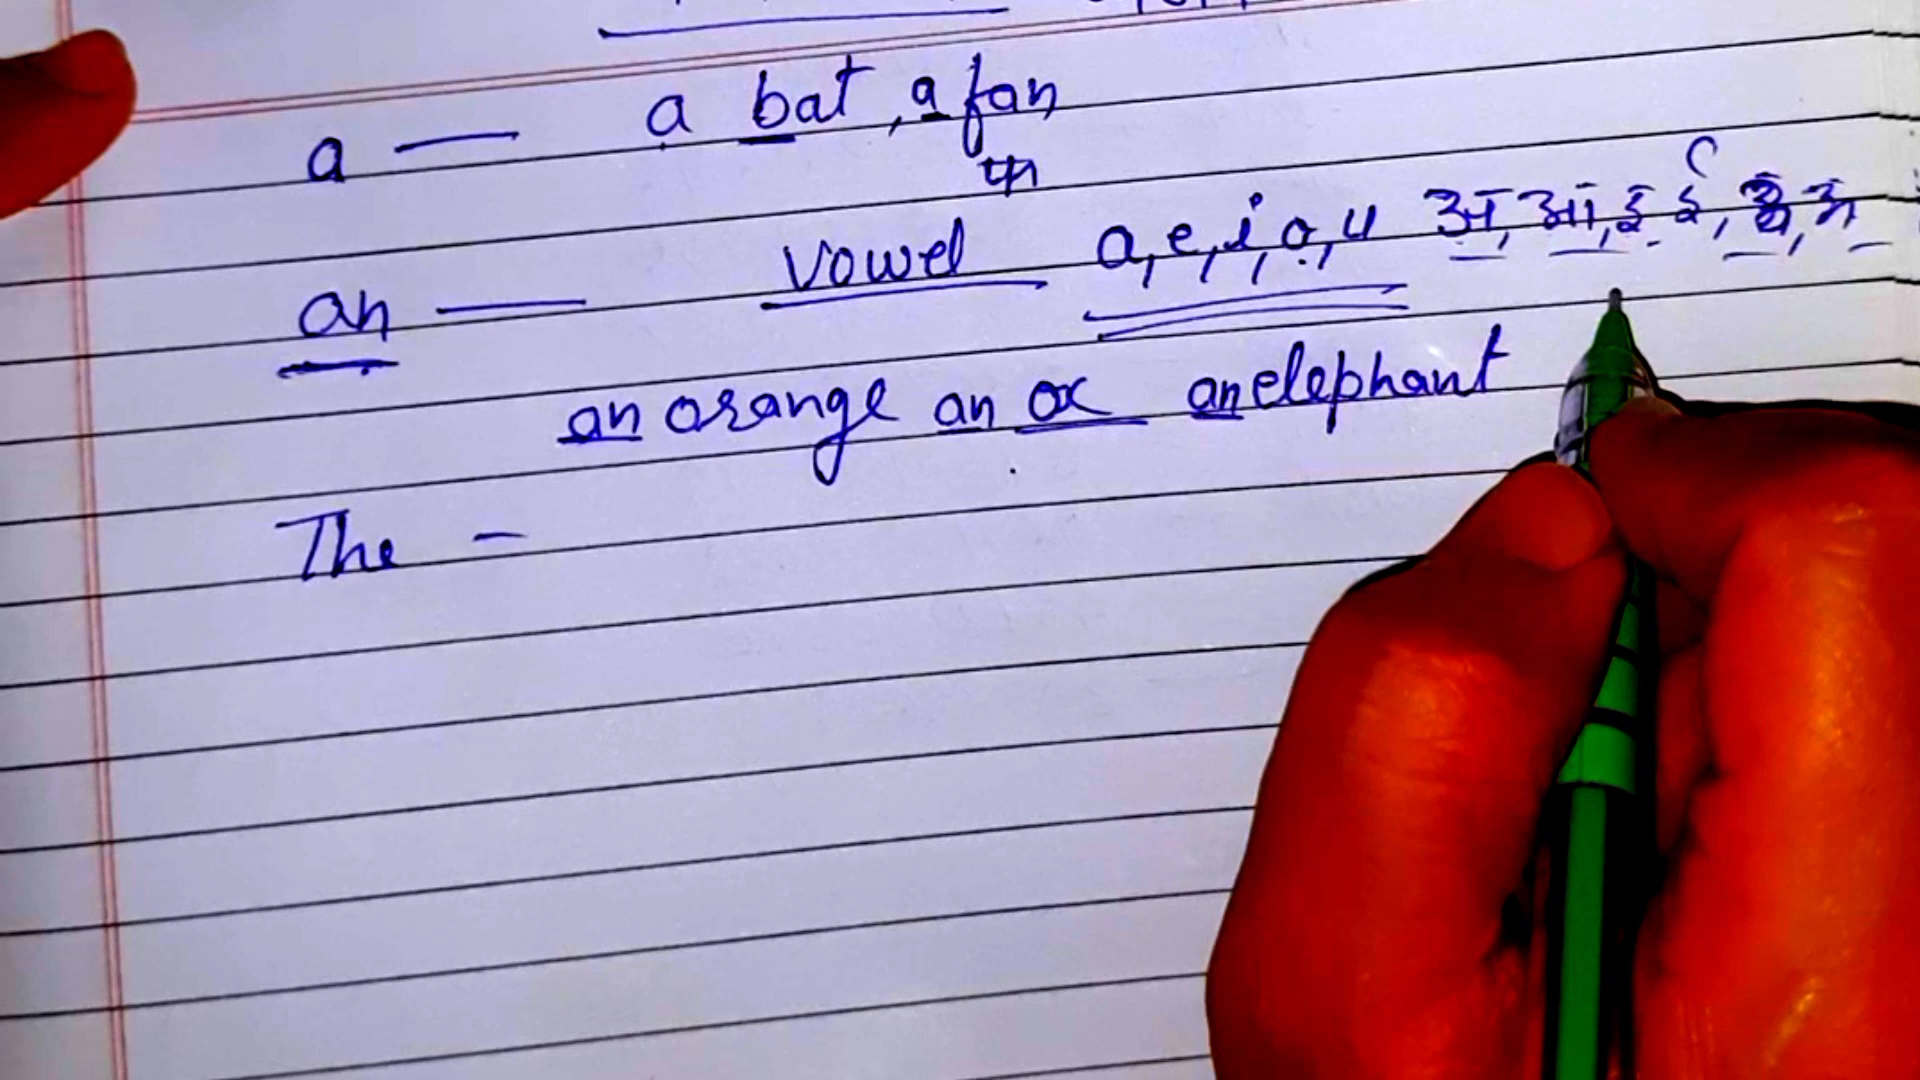 a — a bat, a fan
फ
an — vowel a, e, i, o, u अ, आ, इ, ई,
an orange an ox an elephant
The -